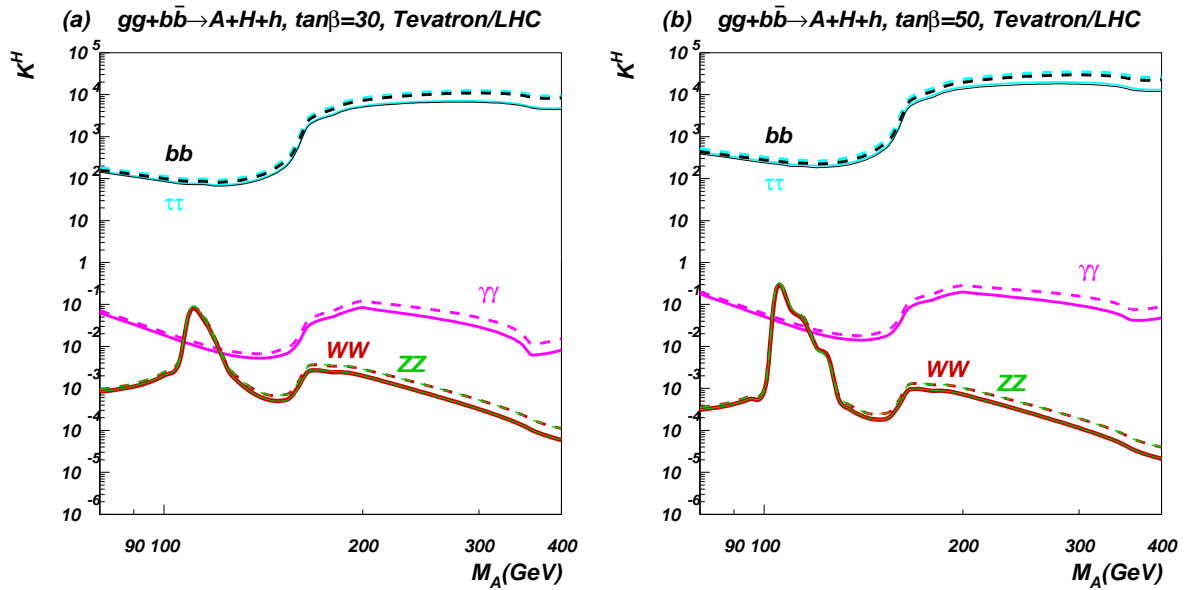 (a) gg+bb̄→A+H+h, tanβ=30, Tevatron/LHC
K^H
10^5
10^4
10^3
10^2
10
1
10^-1
10^-2
10^-3
10^-4
10^-5
10^-6
bb
ττ
γγ
WW
ZZ
90 100 200 300 400
M_A(GeV)
(b) gg+bb̄→A+H+h, tanβ=50, Tevatron/LHC
K^H
10^5
10^4
10^3
10^2
10
1
10^-1
10^-2
10^-3
10^-4
10^-5
10^-6
bb
ττ
γγ
WW
ZZ
90 100 200 300 400
M_A(GeV)